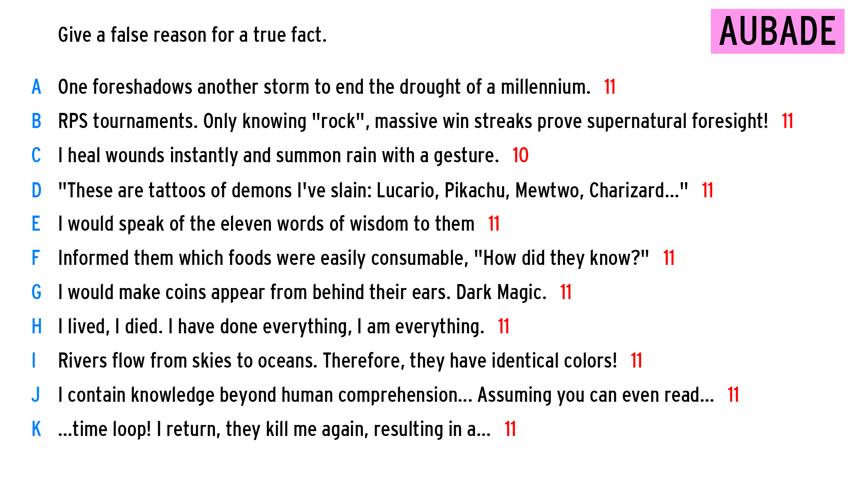 Give a false reason for a true fact.
AUBADE
A One foreshadows another storm to end the drought of a millennium. 11
B RPS tournaments. Only knowing "rock", massive win streaks prove supernatural foresight! 11
C I heal wounds instantly and summon rain with a gesture. 10
D "These are tattoos of demons I've slain: Lucario, Pikachu, Mewtwo, Charizard..." 11
E I would speak of the eleven words of wisdom to them 11
F Informed them which foods were easily consumable, "How did they know?" 11
G I would make coins appear from behind their ears. Dark Magic. 11
H I lived, I died. I have done everything, I am everything. 11
I Rivers flow from skies to oceans. Therefore, they have identical colors! 11
J I contain knowledge beyond human comprehension... Assuming you can even read... 11
K ...time loop! I return, they kill me again, resulting in a... 11